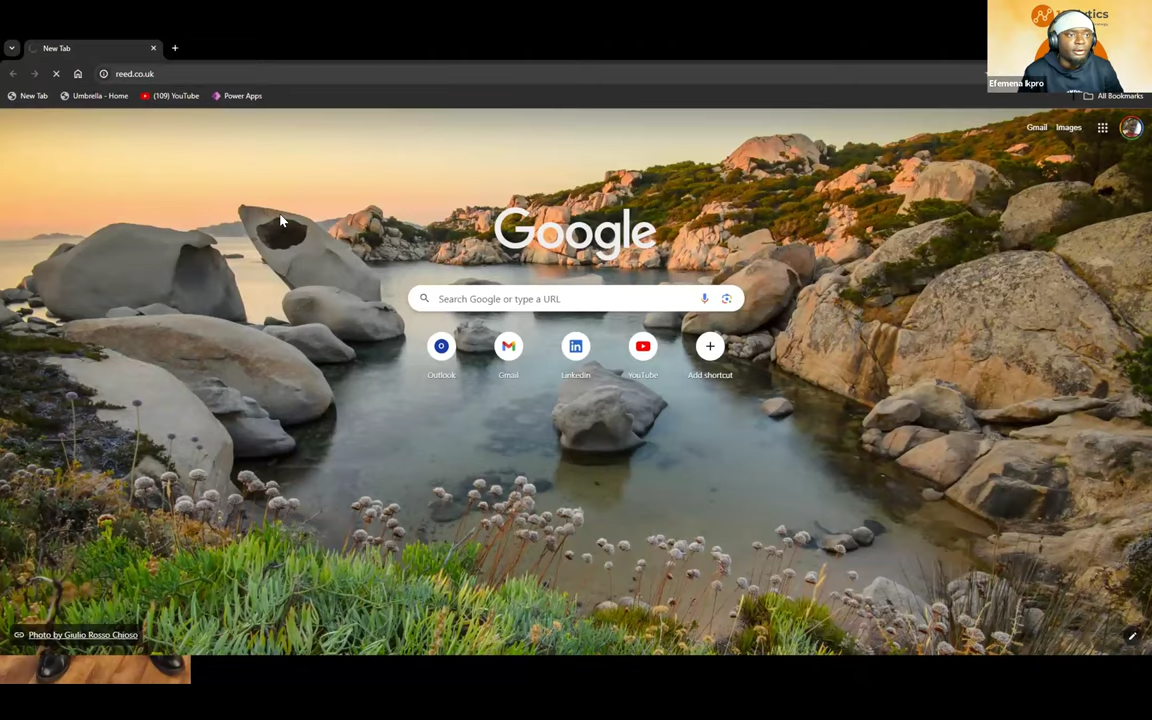 New Tab
reed.co.uk
New Tab
Umbrella - Home
(109) YouTube
Power Apps
All Bookmarks
Efemena Ikpro
Gmail
Images
Google
Search Google or type a URL
Outlook
Gmail
LinkedIn
YouTube
Add shortcut
Photo by Giulio Rosso Chioso